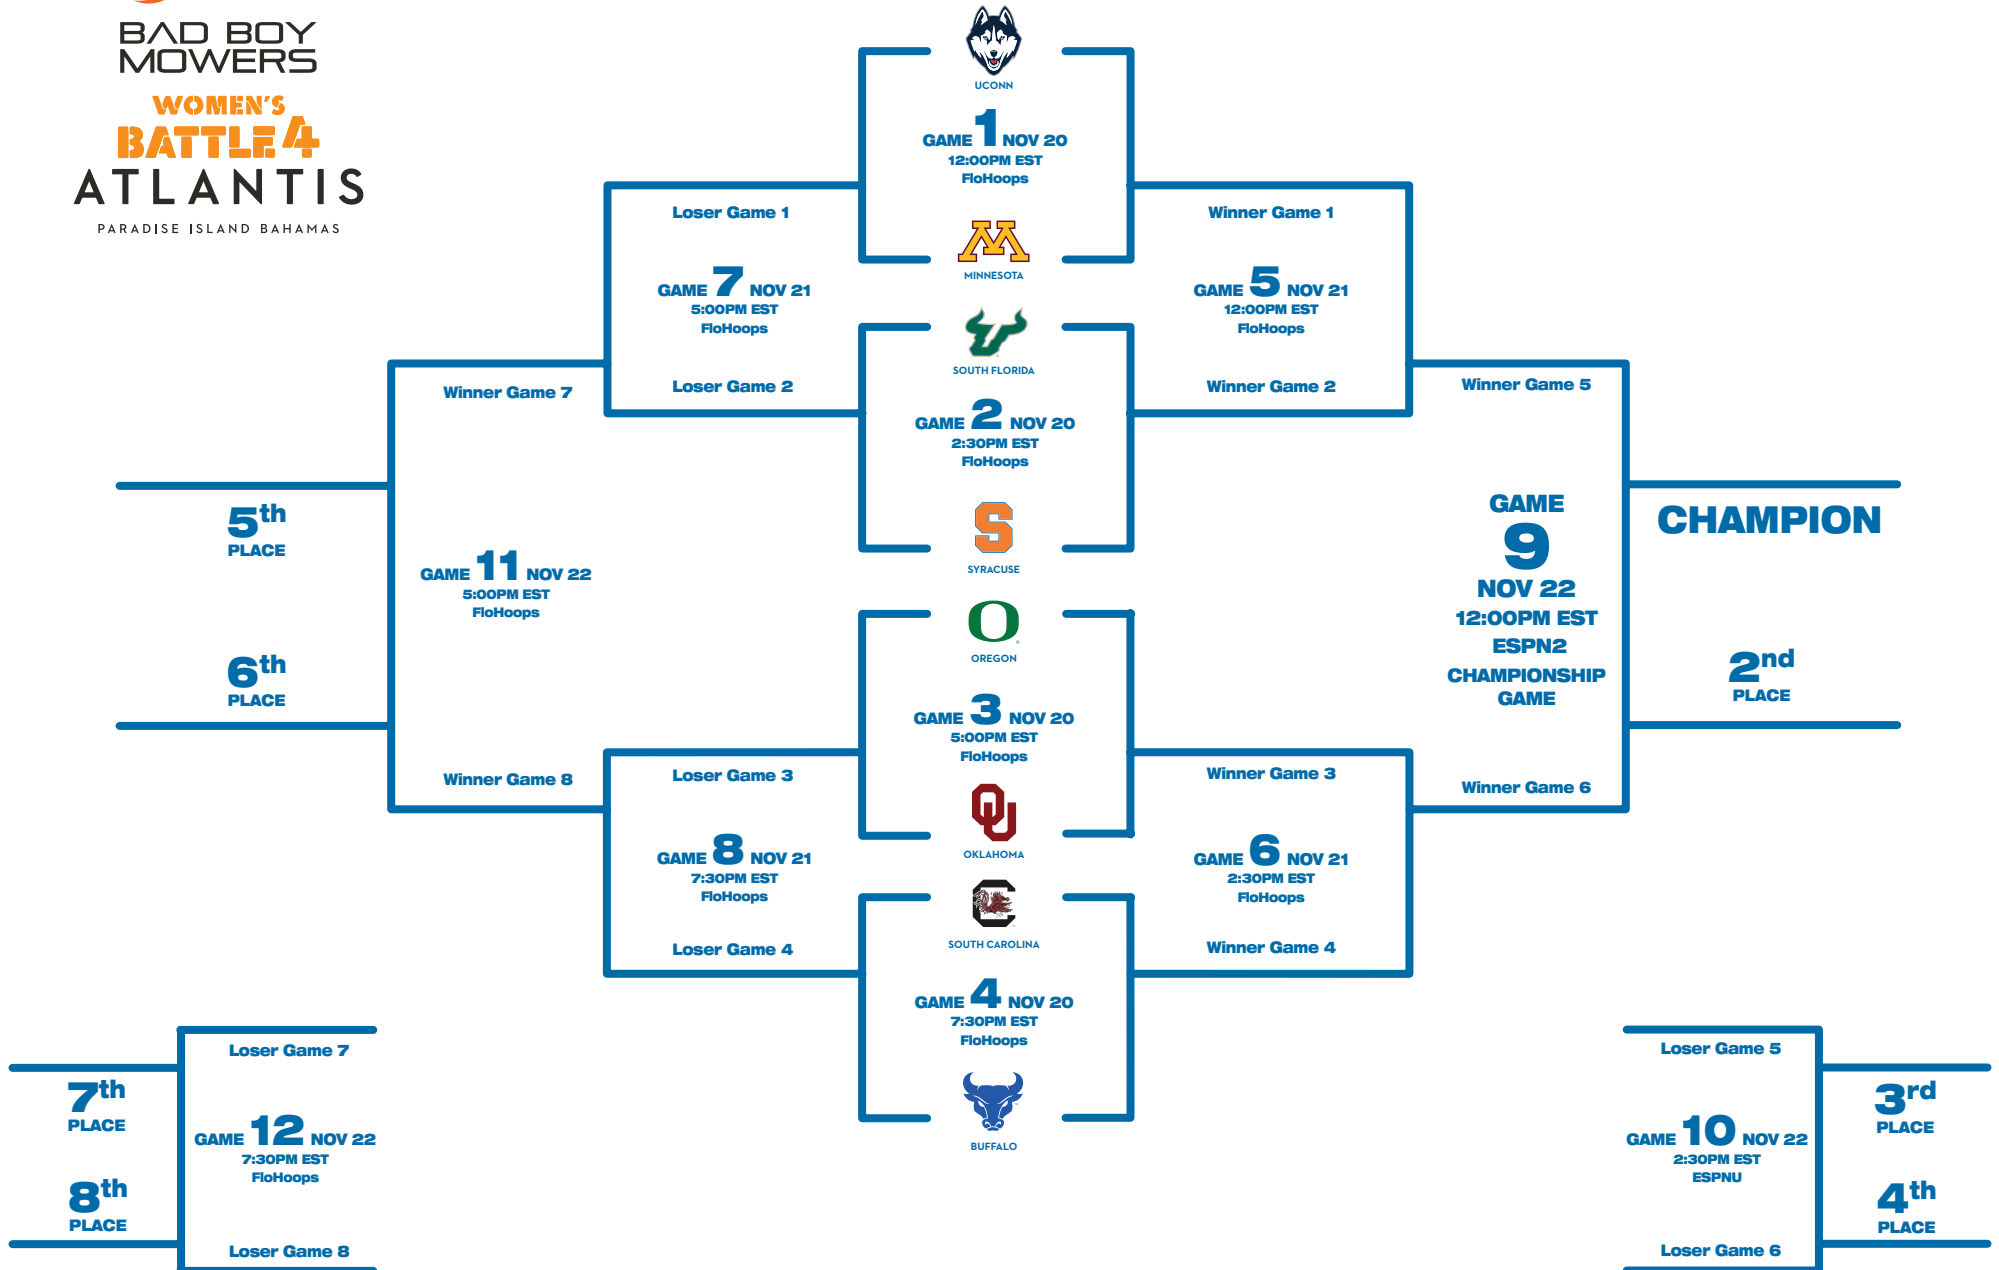 BAD BOY
MOWERS
WOMEN'S
BATTLE 4
ATLANTIS
PARADISE ISLAND BAHAMAS
UCONN
GAME 1 NOV 20
12:00PM EST
FloHoops
MINNESOTA
SOUTH FLORIDA
GAME 2 NOV 20
2:30PM EST
FloHoops
SYRACUSE
OREGON
GAME 3 NOV 20
5:00PM EST
FloHoops
OKLAHOMA
SOUTH CAROLINA
GAME 4 NOV 20
7:30PM EST
FloHoops
BUFFALO
Loser Game 1
GAME 7 NOV 21
5:00PM EST
FloHoops
Loser Game 2
Winner Game 1
GAME 5 NOV 21
12:00PM EST
FloHoops
Winner Game 2
Winner Game 7
5th
PLACE
GAME 11 NOV 22
5:00PM EST
FloHoops
6th
PLACE
Winner Game 8
Winner Game 5
GAME
9
NOV 22
12:00PM EST
ESPN2
CHAMPIONSHIP
GAME
CHAMPION
2nd
PLACE
Winner Game 6
Loser Game 3
GAME 8 NOV 21
7:30PM EST
FloHoops
Loser Game 4
Winner Game 3
GAME 6 NOV 21
2:30PM EST
FloHoops
Winner Game 4
Loser Game 7
7th
PLACE
GAME 12 NOV 22
7:30PM EST
FloHoops
8th
PLACE
Loser Game 8
Loser Game 5
GAME 10 NOV 22
2:30PM EST
ESPNU
3rd
PLACE
4th
PLACE
Loser Game 6